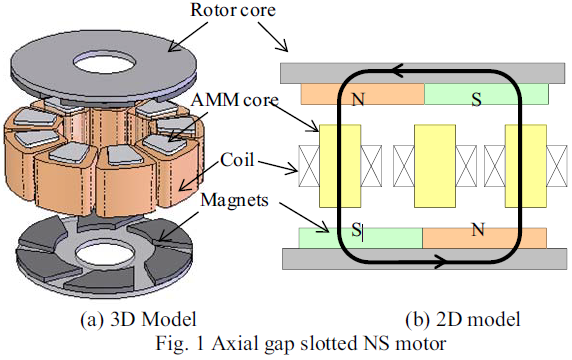 Rotor core
AMM core
Coil
Magnets
N
S
S
N
(a) 3D Model
(b) 2D model
Fig. 1 Axial gap slotted NS motor